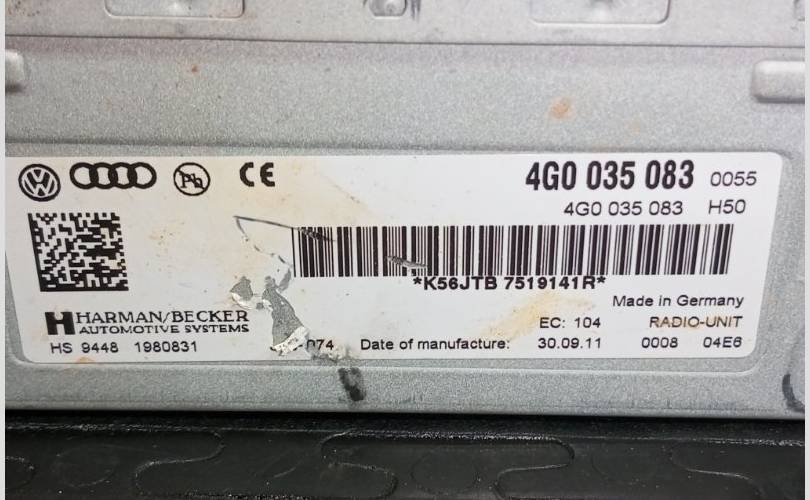 4G0 035 083 0055
4G0 035 083 H50
*K56JTB 7519141R*
Made in Germany
HARMAN/BECKER
AUTOMOTIVE SYSTEMS
EC: 104 RADIO-UNIT
HS 9448 1980831 074 Date of manufacture: 30.09.11 0008 04E6